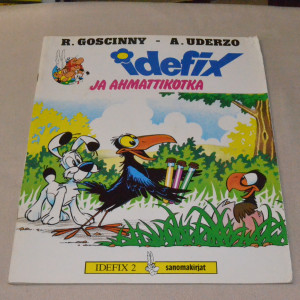 R. GOSCINNY - A. UDERZO
idefix
JA AHMATTIKOTKA
IDEFIX 2
sanomakirjat